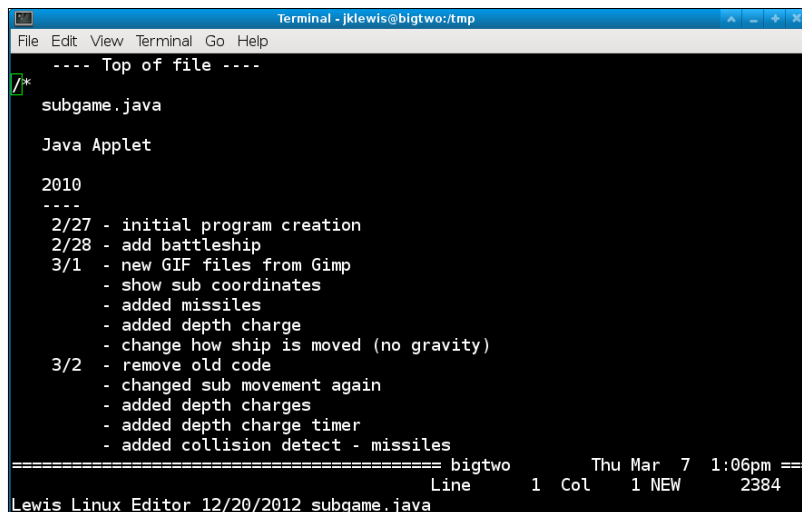 Terminal - jklewis@bigtwo:/tmp
File Edit View Terminal Go Help
---- Top of file ----
/*
subgame.java
Java Applet
2010
----
2/27 - initial program creation
2/28 - add battleship
3/1 - new GIF files from Gimp
- show sub coordinates
- added missiles
- added depth charge
- change how ship is moved (no gravity)
3/2 - remove old code
- changed sub movement again
- added depth charges
- added depth charge timer
- added collision detect - missiles
=========================================== bigtwo Thu Mar 7 1:06pm ===
Line 1 Col 1 NEW 2384
Lewis Linux Editor 12/20/2012 subgame.java